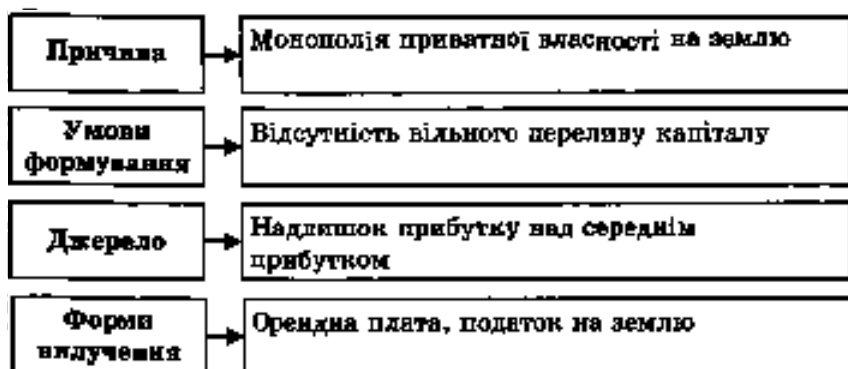 Причина
Монополія приватної власності на землю
Умови
формування
Відсутність вільного переливу капіталу
Джерело
Надлишок прибутку над середнім
прибутком
Форми
вилучення
Орендна плата, податок на землю